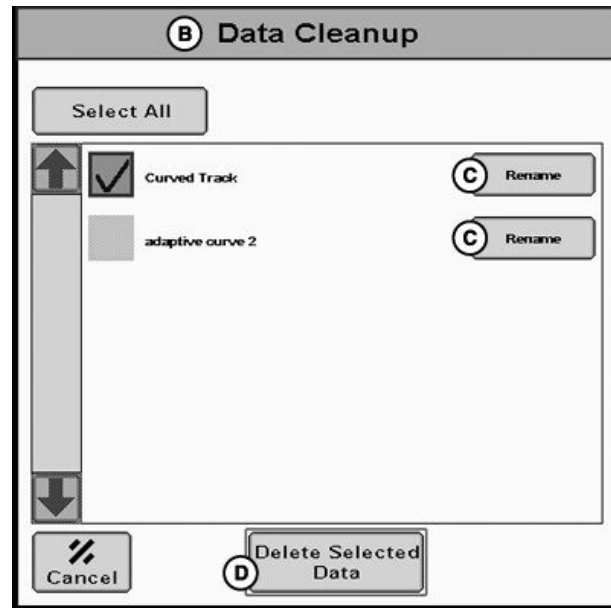 B Data Cleanup
Select All
Curved Track C Rename
adaptive curve 2 C Rename
Cancel
D Delete Selected
Data